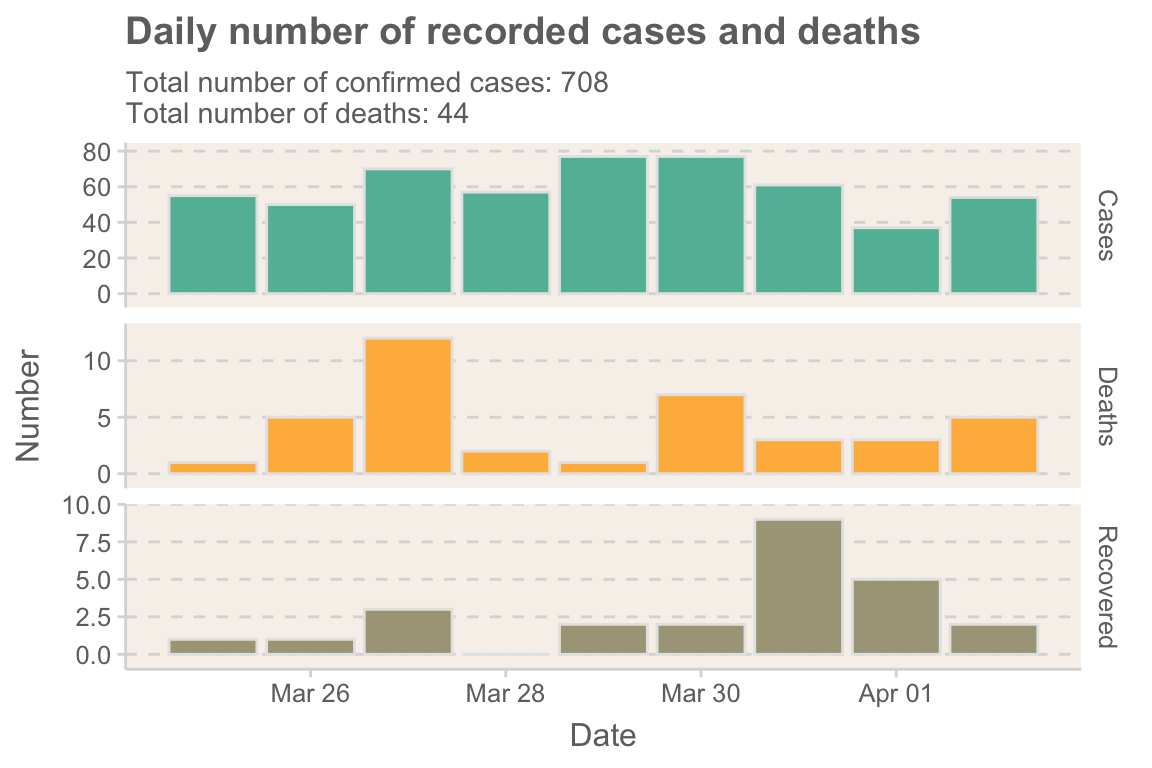 Daily number of recorded cases and deaths
Total number of confirmed cases: 708
Total number of deaths: 44
80
60
40
20
0
Cases
10
5
0
Deaths
10.0
7.5
5.0
2.5
0.0
Recovered
Number
Mar 26 Mar 28 Mar 30 Apr 01
Date